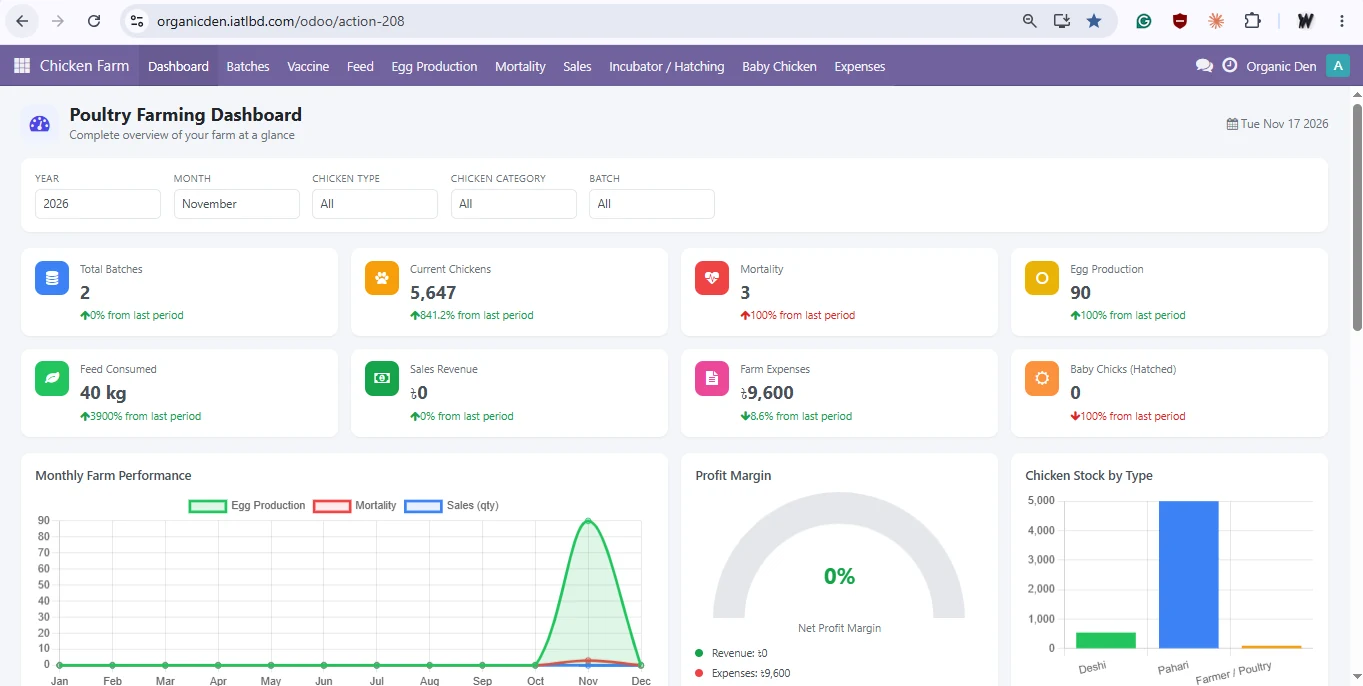 organicden.iatlbd.com/odoo/action-208
Chicken Farm Dashboard Batches Vaccine Feed Egg Production Mortality Sales Incubator / Hatching Baby Chicken Expenses Organic Den A
Poultry Farming Dashboard
Complete overview of your farm at a glance
Tue Nov 17 2026
YEAR MONTH CHICKEN TYPE CHICKEN CATEGORY BATCH
2026 November All All All
Total Batches
2
0% from last period
Current Chickens
5,647
841.2% from last period
Mortality
3
100% from last period
Egg Production
90
100% from last period
Feed Consumed
40 kg
3900% from last period
Sales Revenue
৳0
0% from last period
Farm Expenses
৳9,600
8.6% from last period
Baby Chicks (Hatched)
0
100% from last period
Monthly Farm Performance
Egg Production Mortality Sales (qty)
90
80
70
60
50
40
30
20
10
0
Jan Feb Mar Apr May Jun Jul Aug Sep Oct Nov Dec
Profit Margin
0%
Net Profit Margin
Revenue: ৳0
Expenses: ৳9,600
Chicken Stock by Type
5,000
4,000
3,000
2,000
1,000
0
Deshi Pahari Farmer / Poultry